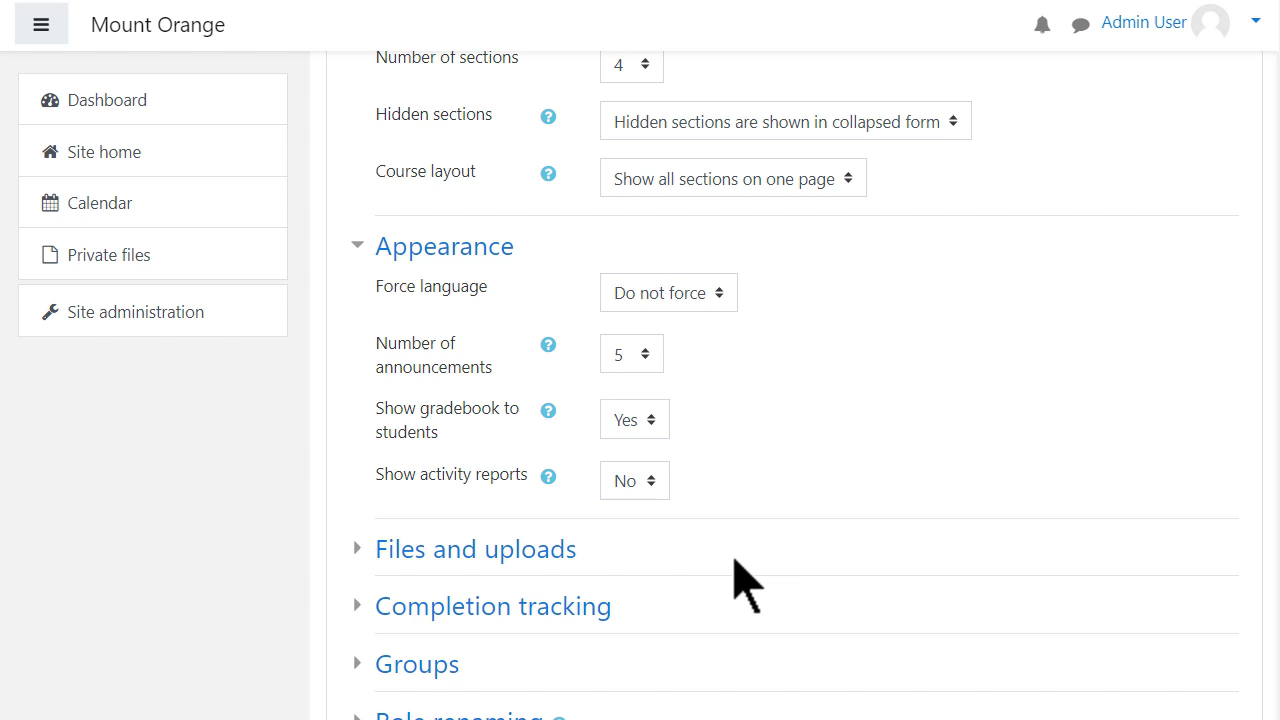 Mount Orange
Admin User
Dashboard
Site home
Calendar
Private files
Site administration
Number of sections
4
Hidden sections
Hidden sections are shown in collapsed form
Course layout
Show all sections on one page
Appearance
Force language
Do not force
Number of
announcements
5
Show gradebook to
students
Yes
Show activity reports
No
Files and uploads
Completion tracking
Groups
Role renaming